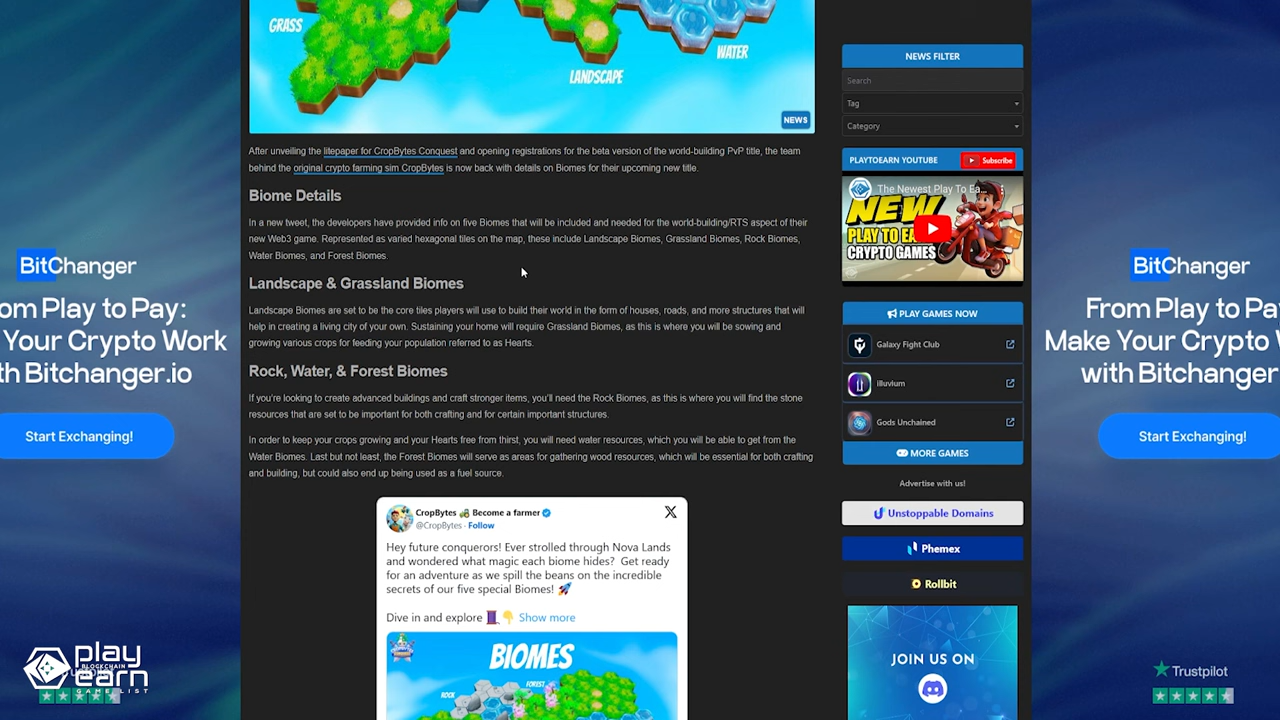 GRASS
LANDSCAPE
WATER
NEWS
After unveiling the litepaper for CropBytes Conquest and opening registrations for the beta version of the world-building PvP title, the team
behind the original crypto farming sim CropBytes is now back with details on Biomes for their upcoming new title.
Biome Details
In a new tweet, the developers have provided info on five Biomes that will be included and needed for the world-building/RTS aspect of their
new Web3 game. Represented as varied hexagonal tiles on the map, these include Landscape Biomes, Grassland Biomes, Rock Biomes,
Water Biomes, and Forest Biomes.
Landscape & Grassland Biomes
Landscape Biomes are set to be the core tiles players will use to build their world in the form of houses, roads, and more structures that will
help in creating a living city of your own. Sustaining your home will require Grassland Biomes, as this is where you will be sowing and
growing various crops for feeding your population referred to as Hearts.
Rock, Water, & Forest Biomes
If you're looking to create advanced buildings and craft stronger items, you'll need the Rock Biomes, as this is where you will find the stone
resources that are set to be important for both crafting and for certain important structures.
In order to keep your crops growing and your Hearts free from thirst, you will need water resources, which you will be able to get from the
Water Biomes. Last but not least, the Forest Biomes will serve as areas for gathering wood resources, which will be essential for both crafting
and building, but could also end up being used as a fuel source.
CropBytes 🚜 Become a farmer
@CropBytes · Follow
Hey future conquerors! Ever strolled through Nova Lands
and wondered what magic each biome hides? Get ready
for an adventure as we spill the beans on the incredible
secrets of our five special Biomes! 🚀
Dive in and explore 🧵👇 Show more
BIOMES
ROCK
FOREST
NEWS FILTER
Search
Tag
Category
PLAYTOEARN YOUTUBE
Subscribe
The Newest Play To Ea...
NEW
PLAY TO EARN
CRYPTO GAMES
PLAY GAMES NOW
Galaxy Fight Club
Illuvium
Gods Unchained
MORE GAMES
Advertise with us!
Unstoppable Domains
Phemex
Rollbit
JOIN US ON
BitChanger
om Play to Pay:
Your Crypto Work
th Bitchanger.io
Start Exchanging!
play
BLOCKCHAIN
earn
GAME LIST
BitChanger
From Play to Pa
Make Your Crypto W
with Bitchanger
Start Exchanging!
Trustpilot